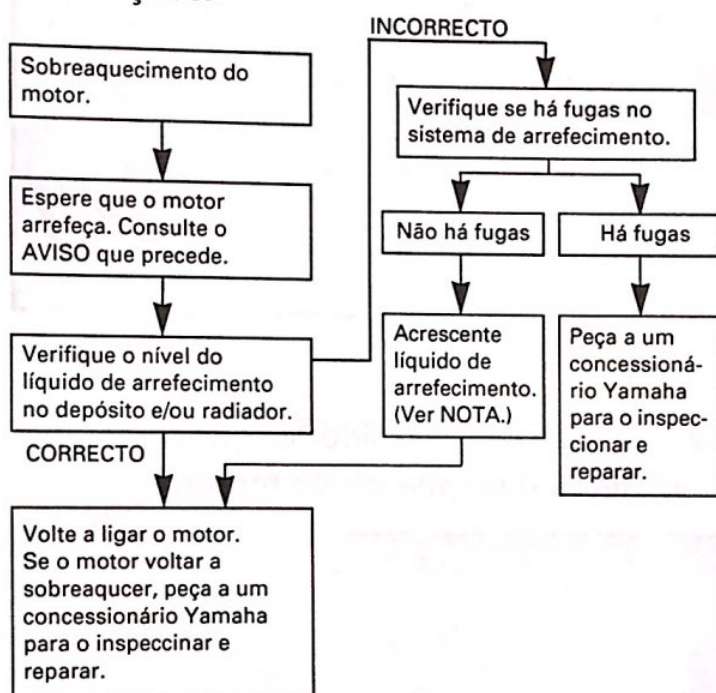 Sobreaquecimento do
motor.
Espere que o motor
arrefeça. Consulte o
AVISO que precede.
Verifique o nível do
líquido de arrefecimento
no depósito e/ou radiador.
CORRECTO
INCORRECTO
Verifique se há fugas no
sistema de arrefecimento.
Não há fugas
Há fugas
Acrescente
líquido de
arrefecimento.
(Ver NOTA.)
Peça a um
concessioná-
rio Yamaha
para o inspec-
cionar e
reparar.
Volte a ligar o motor.
Se o motor voltar a
sobreaqucer, peça a um
concessionário Yamaha
para o inspeccinar e
reparar.